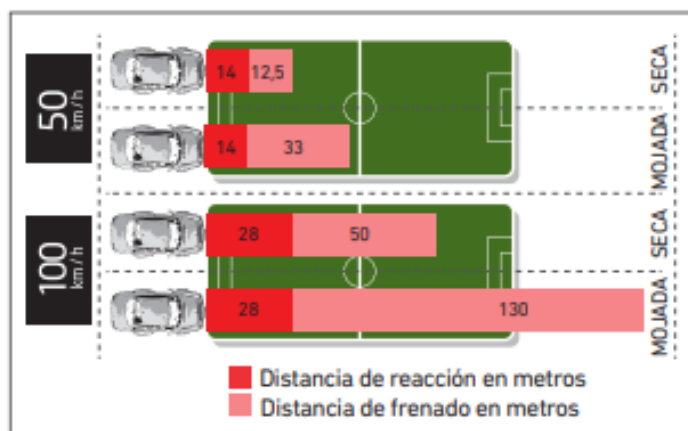 50
km/h
14 12,5
SECA
14 33
MOJADA
100
km/h
28 50
SECA
28 130
MOJADA
Distancia de reacción en metros
Distancia de frenado en metros